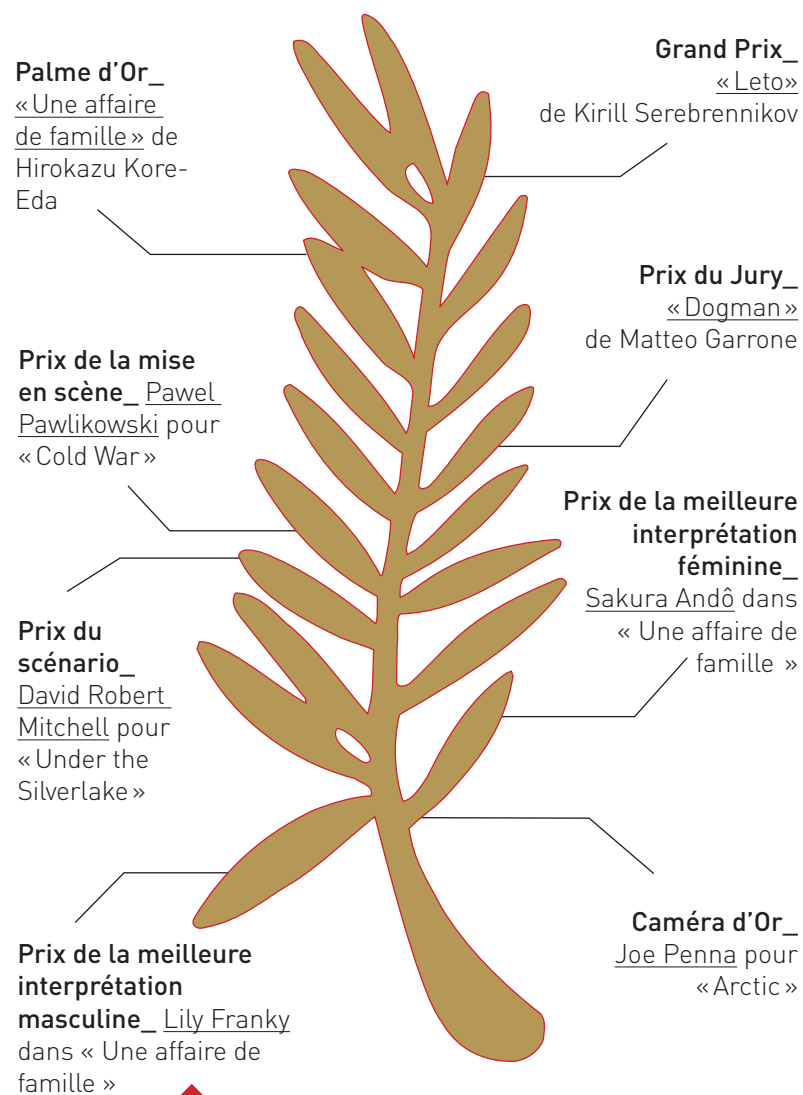 Palme d’Or_
« Une affaire
de famille » de
Hirokazu Kore-
Eda
Grand Prix_
« Leto»
de Kirill Serebrennikov
Prix du Jury_
« Dogman »
de Matteo Garrone
Prix de la mise
en scène_ Pawel
Pawlikowski pour
« Cold War »
Prix de la meilleure
interprétation
féminine_
Sakura Andô dans
« Une affaire de
famille »
Prix du
scénario_
David Robert
Mitchell pour
« Under the
Silverlake »
Caméra d’Or_
Joe Penna pour
« Arctic »
Prix de la meilleure
interprétation
masculine_ Lily Franky
dans « Une affaire de
famille »